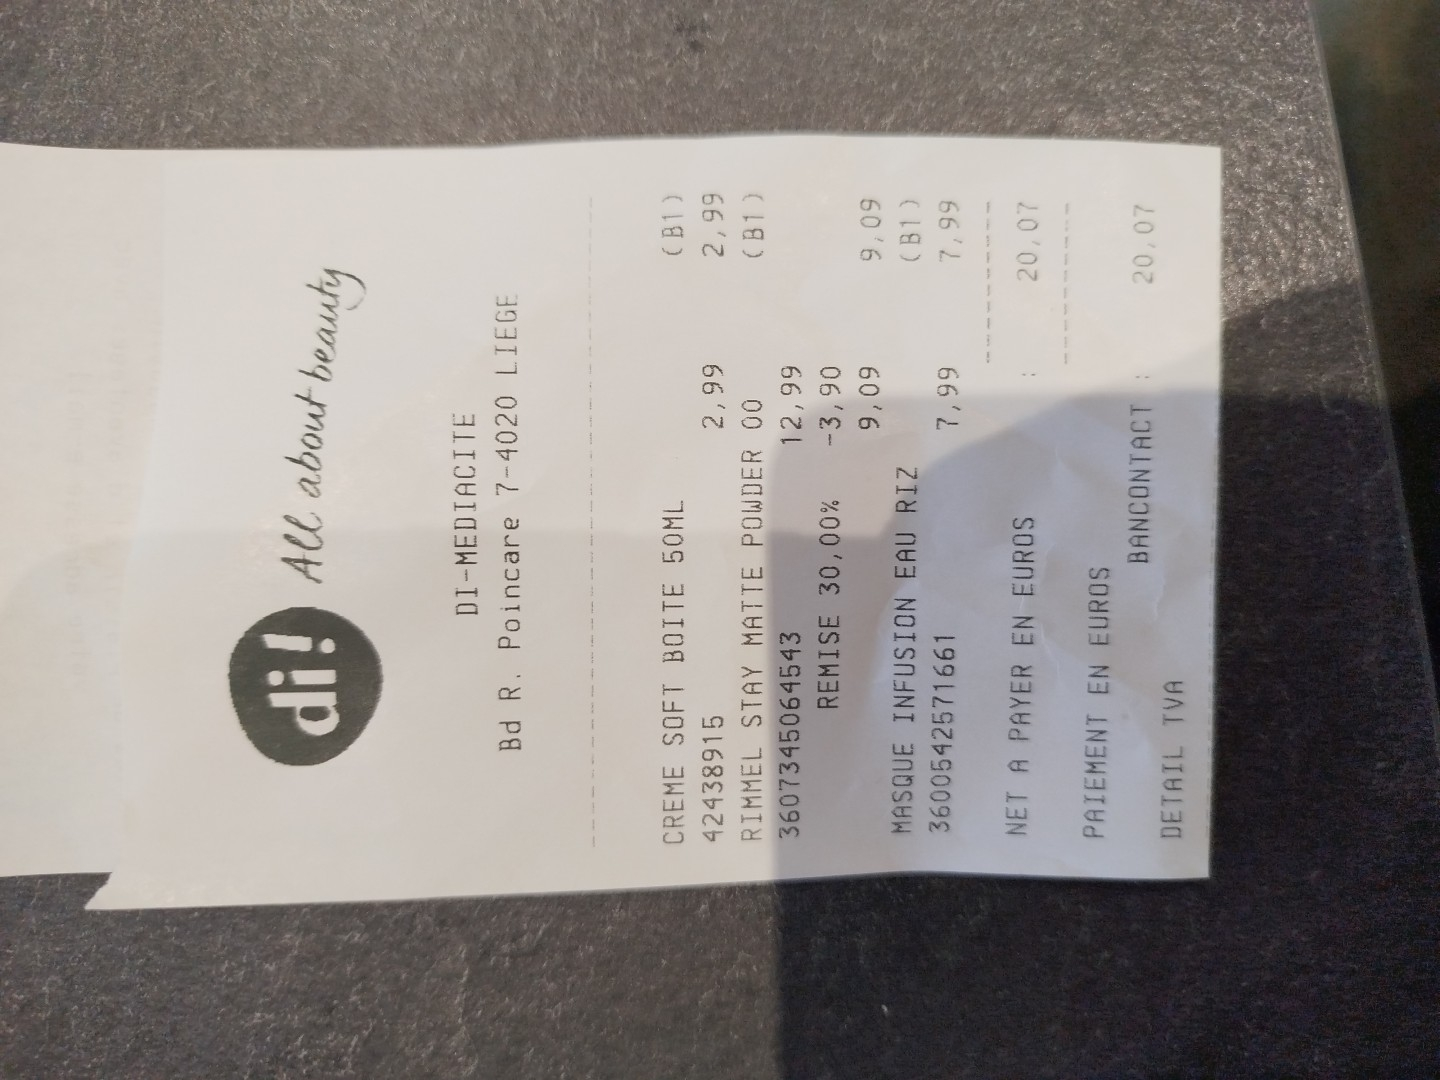 di! All about beauty
DI-MEDIACITE
Bd R. Poincare 7-4020 LIEGE
CREME SOFT BOITE 50ML (B1)
42438915 2,99 2,99
RIMMEL STAY MATTE POWDER 00 (B1)
3607345064543 12,99
REMISE 30,00% -3,90
9,09 9,09
MASQUE INFUSION EAU RIZ (B1)
3600542571661 7,99 7,99
NET A PAYER EN EUROS : 20,07
PAIEMENT EN EUROS
BANCONTACT : 20,07
DETAIL TVA